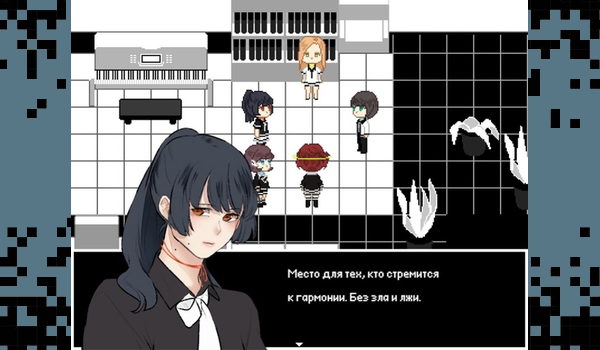 Место для тех, кто стремится
к гармонии. Без зла и лжи.